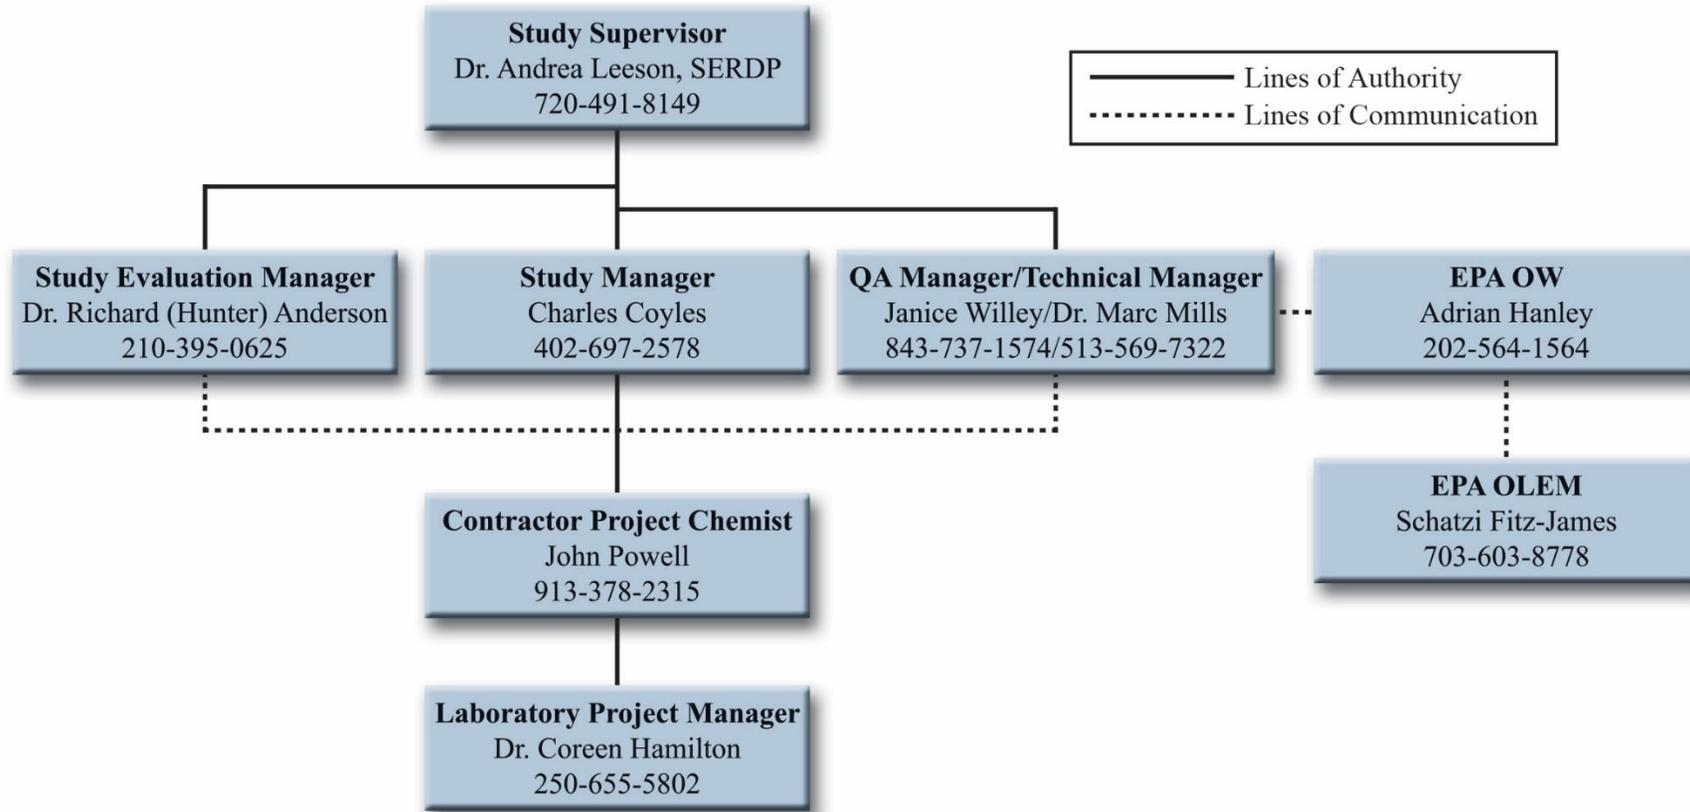 Study Supervisor
Dr. Andrea Leeson, SERDP
720-491-8149
Lines of Authority
Lines of Communication
Study Evaluation Manager
Dr. Richard (Hunter) Anderson
210-395-0625
Study Manager
Charles Coyles
402-697-2578
QA Manager/Technical Manager
Janice Willey/Dr. Marc Mills
843-737-1574/513-569-7322
EPA OW
Adrian Hanley
202-564-1564
EPA OLEM
Schatzi Fitz-James
703-603-8778
Contractor Project Chemist
John Powell
913-378-2315
Laboratory Project Manager
Dr. Coreen Hamilton
250-655-5802